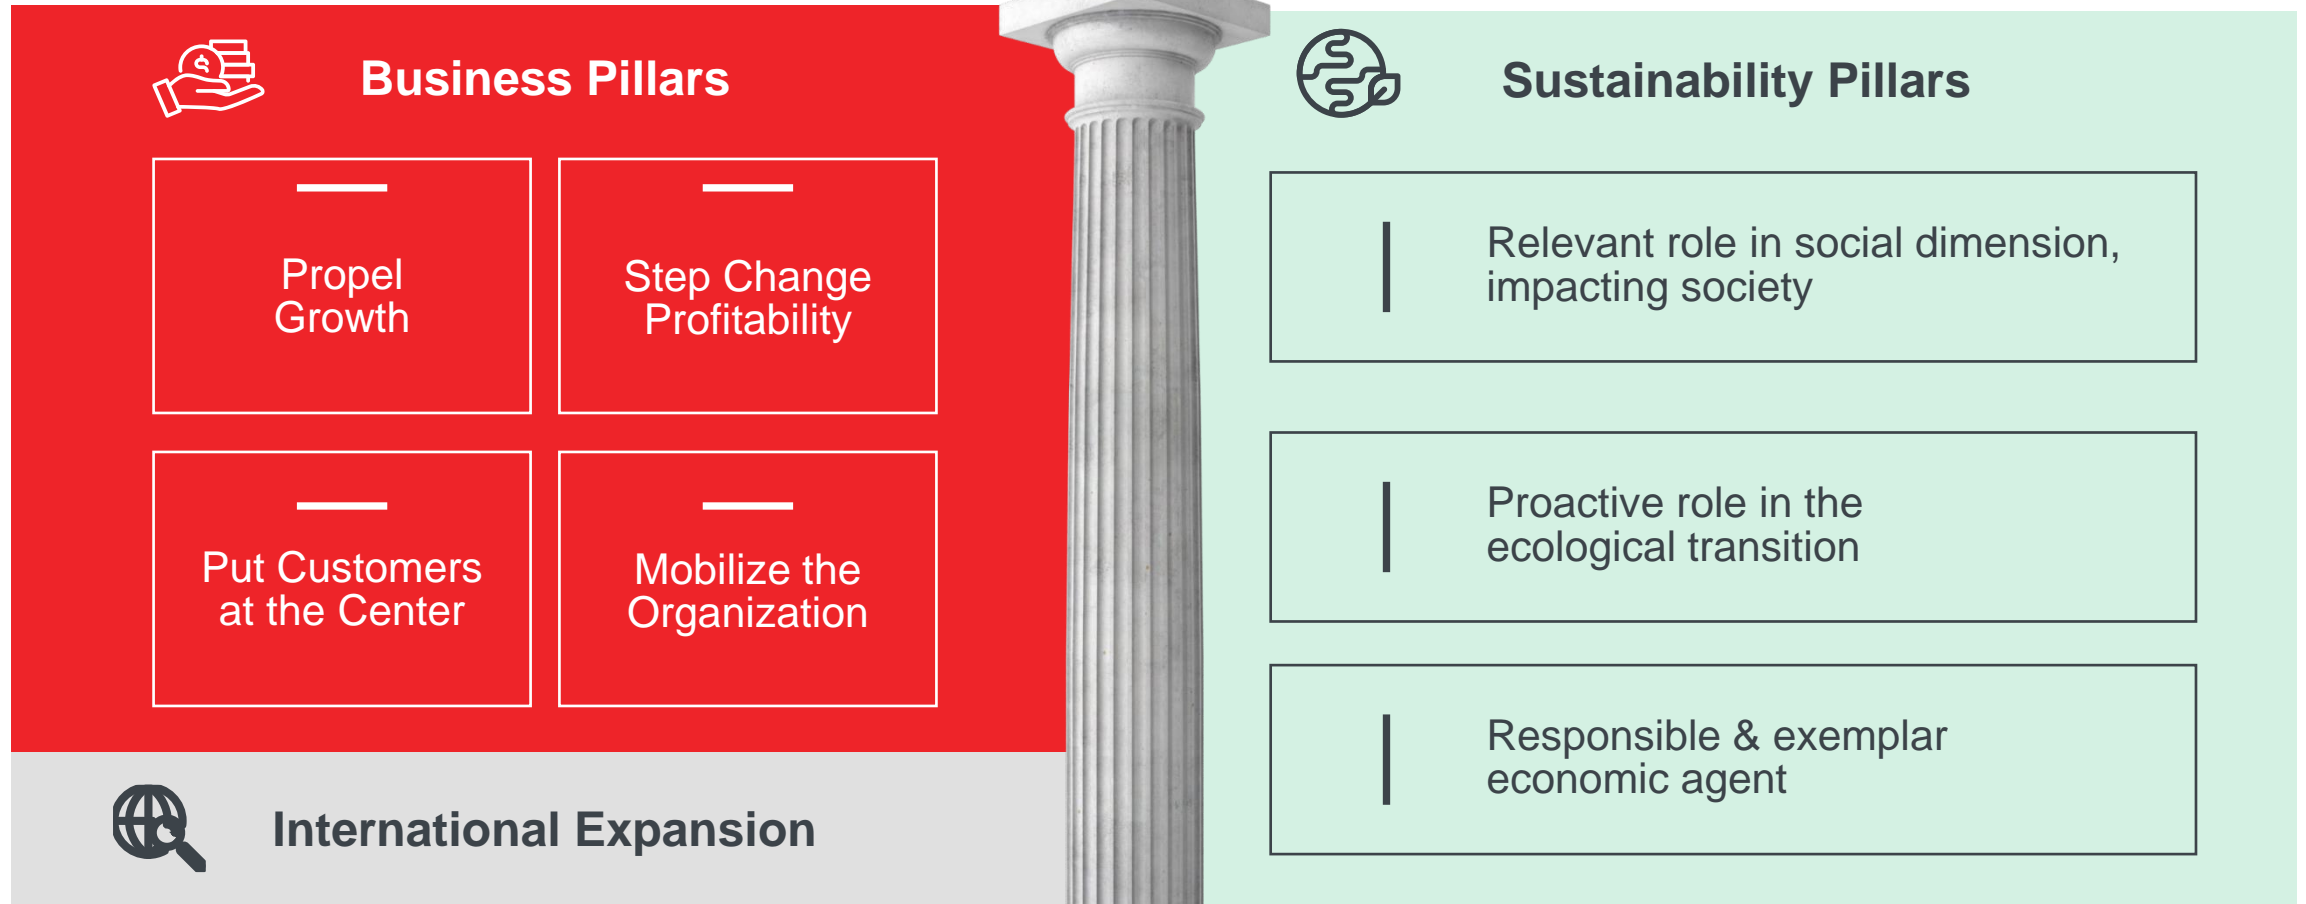 Business Pillars
Propel
Growth
Step Change
Profitability
Put Customers
at the Center
Mobilize the
Organization
International Expansion
Sustainability Pillars
Relevant role in social dimension,
impacting society
Proactive role in the
ecological transition
Responsible & exemplar
economic agent